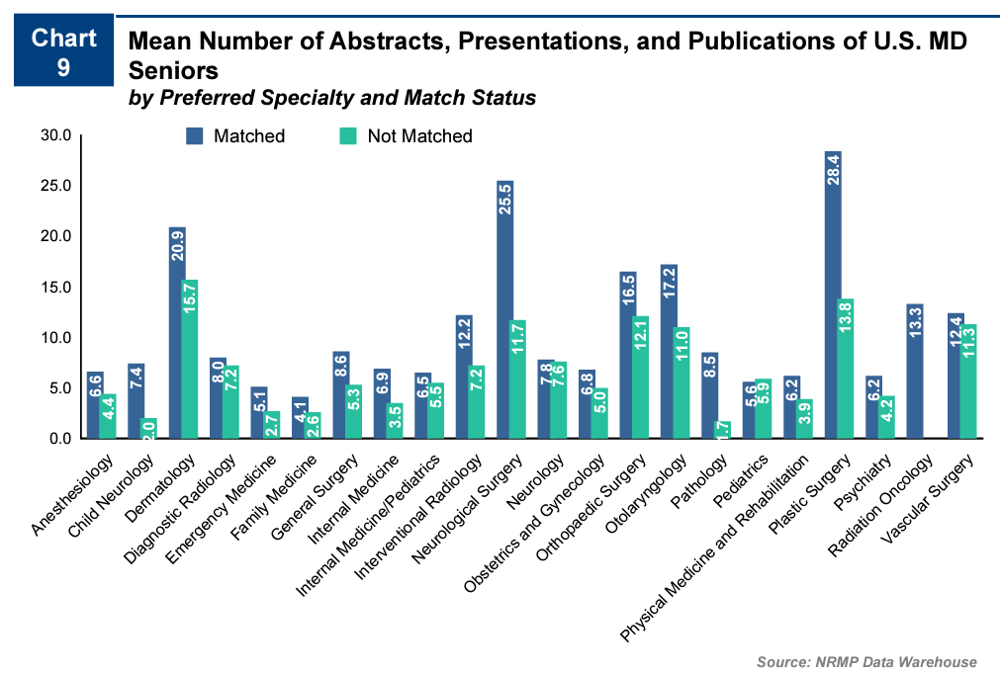 Chart
9
Mean Number of Abstracts, Presentations, and Publications of U.S. MD
Seniors
by Preferred Specialty and Match Status
Matched
Not Matched
30.0
25.0
20.0
15.0
10.0
5.0
0.0
6.6
4.4
7.4
2.0
20.9
15.7
8.0
7.2
5.1
2.7
4.1
2.6
8.6
5.3
6.9
3.5
6.5
5.5
12.2
7.2
25.5
11.7
7.8
7.6
6.8
5.0
16.5
12.1
17.2
11.0
8.5
1.7
5.6
5.9
6.2
3.9
28.4
13.8
6.2
4.2
13.3
12.4
11.3
Anesthesiology
Child Neurology
Dermatology
Diagnostic Radiology
Emergency Medicine
Family Medicine
General Surgery
Internal Medicine
Internal Medicine/Pediatrics
Interventional Radiology
Neurological Surgery
Neurology
Obstetrics and Gynecology
Orthopaedic Surgery
Otolaryngology
Pathology
Pediatrics
Physical Medicine and Rehabilitation
Plastic Surgery
Psychiatry
Radiation Oncology
Vascular Surgery
Source: NRMP Data Warehouse